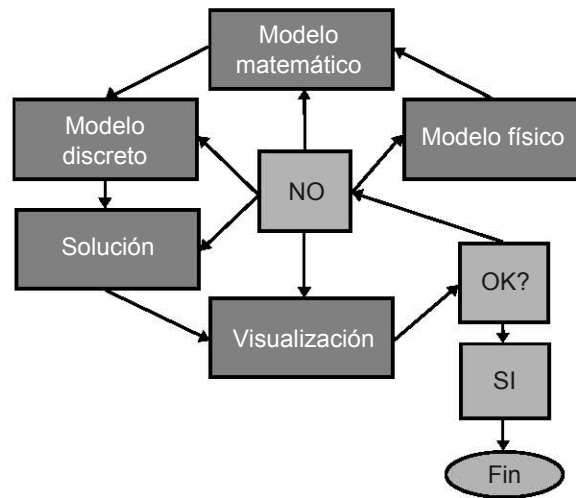 Modelo
matemático
Modelo
discreto
Modelo físico
NO
Solución
OK?
Visualización
SI
Fin